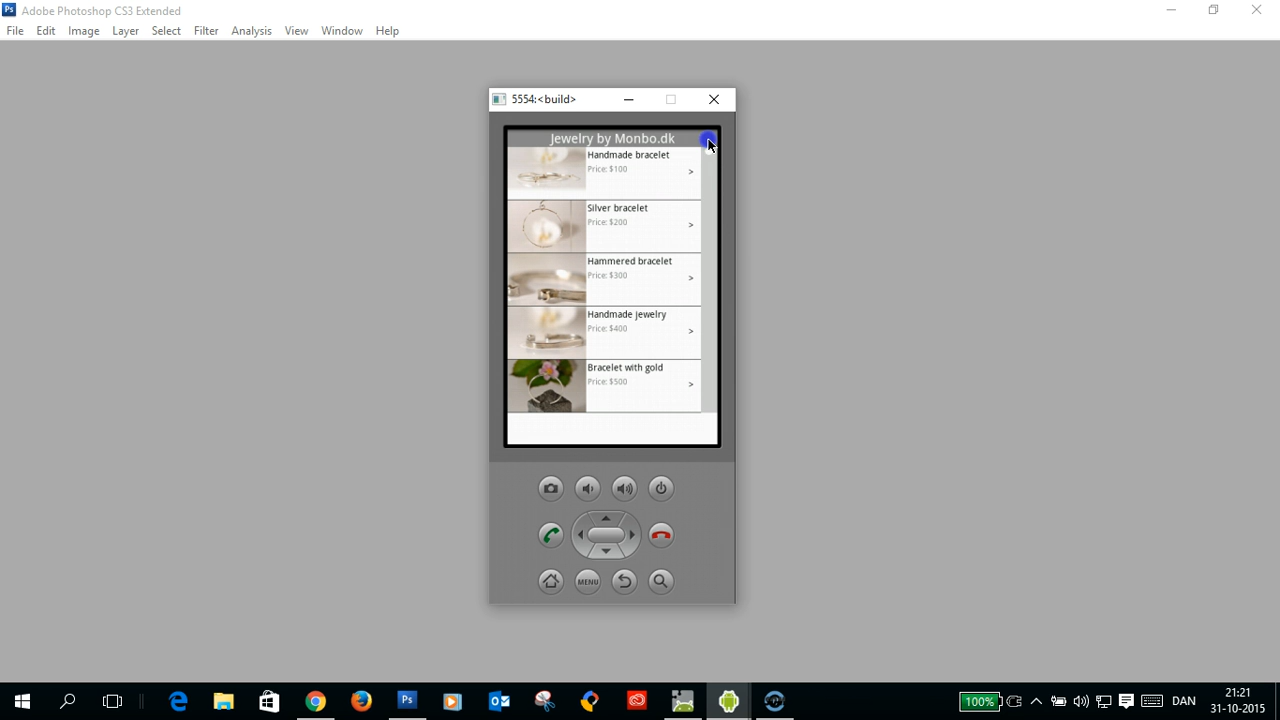 Ps Adobe Photoshop CS3 Extended
File Edit Image Layer Select Filter Analysis View Window Help
5554:<build>
Jewelry by Monbo.dk
Handmade bracelet
Price: $100
>
Silver bracelet
Price: $200
>
Hammered bracelet
Price: $300
>
Handmade jewelry
Price: $400
>
Bracelet with gold
Price: $500
>
MENU
Ps
100%
DAN
21:21
31-10-2015